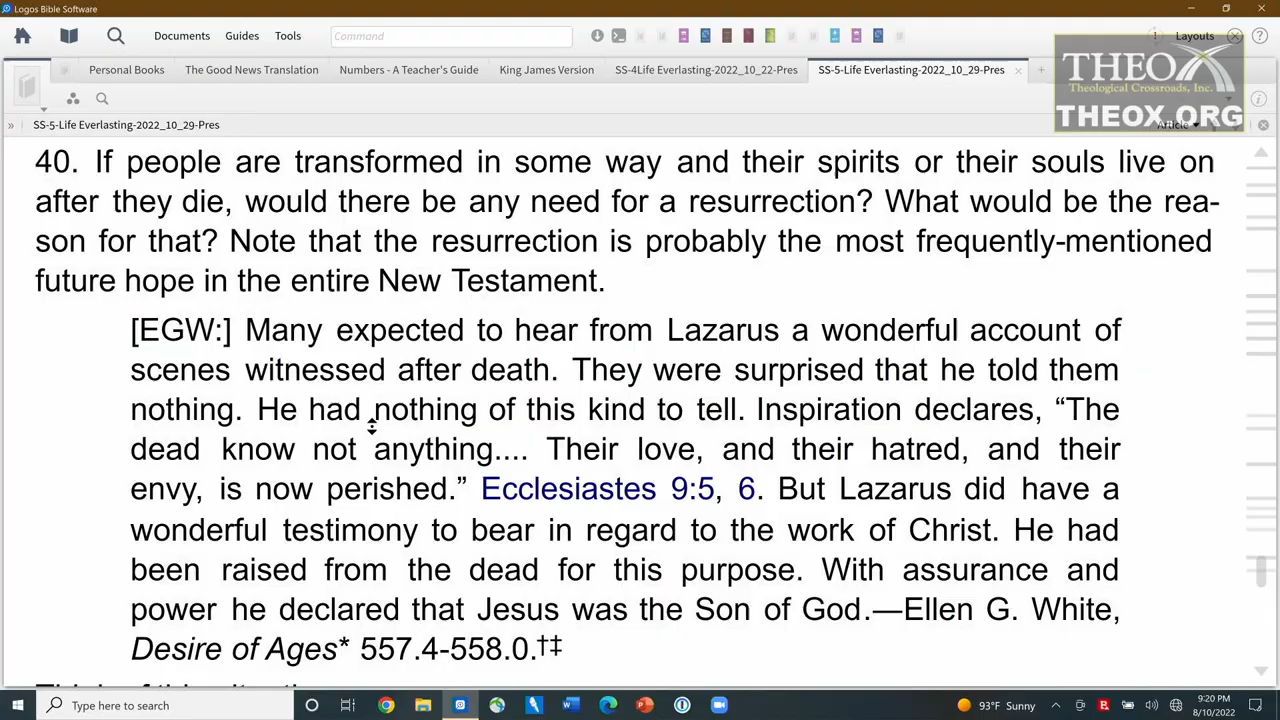 Logos Bible Software
Documents Guides Tools Command Layouts
Personal Books The Good News Translation Numbers - A Teacher's Guide King James Version SS-4Life Everlasting-2022_10_22-Pres SS-5-Life Everlasting-2022_10_29-Pres
THEOX
Theological Crossroads, Inc.
THEOX.ORG
SS-5-Life Everlasting-2022_10_29-Pres Article
40. If people are transformed in some way and their spirits or their souls live on
after they die, would there be any need for a resurrection? What would be the rea-
son for that? Note that the resurrection is probably the most frequently-mentioned
future hope in the entire New Testament.
[EGW:] Many expected to hear from Lazarus a wonderful account of
scenes witnessed after death. They were surprised that he told them
nothing. He had nothing of this kind to tell. Inspiration declares, “The
dead know not anything.... Their love, and their hatred, and their
envy, is now perished.” Ecclesiastes 9:5, 6. But Lazarus did have a
wonderful testimony to bear in regard to the work of Christ. He had
been raised from the dead for this purpose. With assurance and
power he declared that Jesus was the Son of God.—Ellen G. White,
Desire of Ages* 557.4-558.0.†‡
Type here to search 93°F Sunny 9:20 PM
8/10/2022